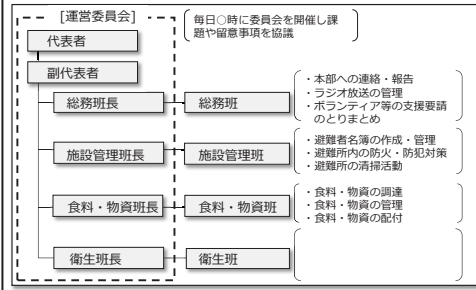 [運営委員会]
毎日○時に委員会を開催し課
題や留意事項を協議
代表者
副代表者
総務班長
総務班
・本部への連絡・報告
・ラジオ放送の管理
・ボランティア等の支援要請
のとりまとめ
施設管理班長
施設管理班
・避難者名簿の作成・管理
・避難所内の防火・防犯対策
・避難所の清掃活動
食料・物資班長
食料・物資班
・食料・物資の調達
・食料・物資の管理
・食料・物資の配付
衛生班長
衛生班